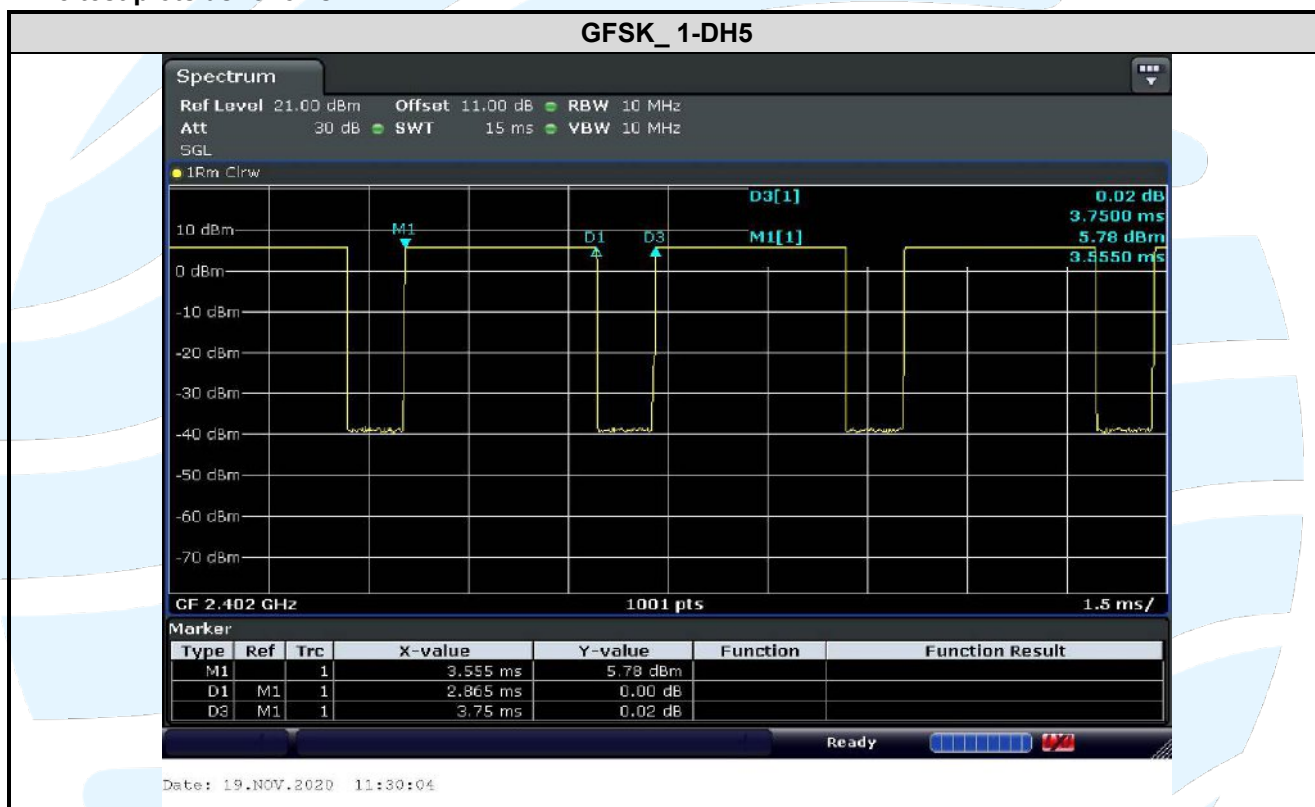 GFSK_ 1-DH5
Spectrum
Ref Level 21.00 dBm Offset 11.00 dB RBW 10 MHz
Att 30 dB SWT 15 ms VBW 10 MHz
SGL
1Rm Clrw
D3[1] 0.02 dB
3.7500 ms
10 dBm M1 D1 D3 M1[1] 5.78 dBm
3.5550 ms
0 dBm
-10 dBm
-20 dBm
-30 dBm
-40 dBm
-50 dBm
-60 dBm
-70 dBm
CF 2.402 GHz 1001 pts 1.5 ms/
Marker
Type Ref Trc X-value Y-value Function Function Result
M1 1 3.555 ms 5.78 dBm
D1 M1 1 2.865 ms 0.00 dB
D3 M1 1 3.75 ms 0.02 dB
Ready
Date: 19.NOV.2020 11:30:04